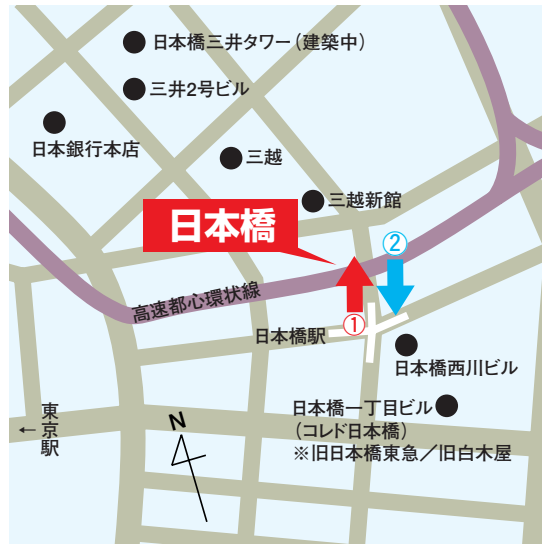 日本橋三井タワー（建築中）
三井2号ビル
日本銀行本店
三越
三越新館
日本橋
②
高速都心環状線
①
日本橋駅
日本橋西川ビル
日本橋一丁目ビル
（コレド日本橋）
※旧日本橋東急／旧白木屋
←東京駅
N